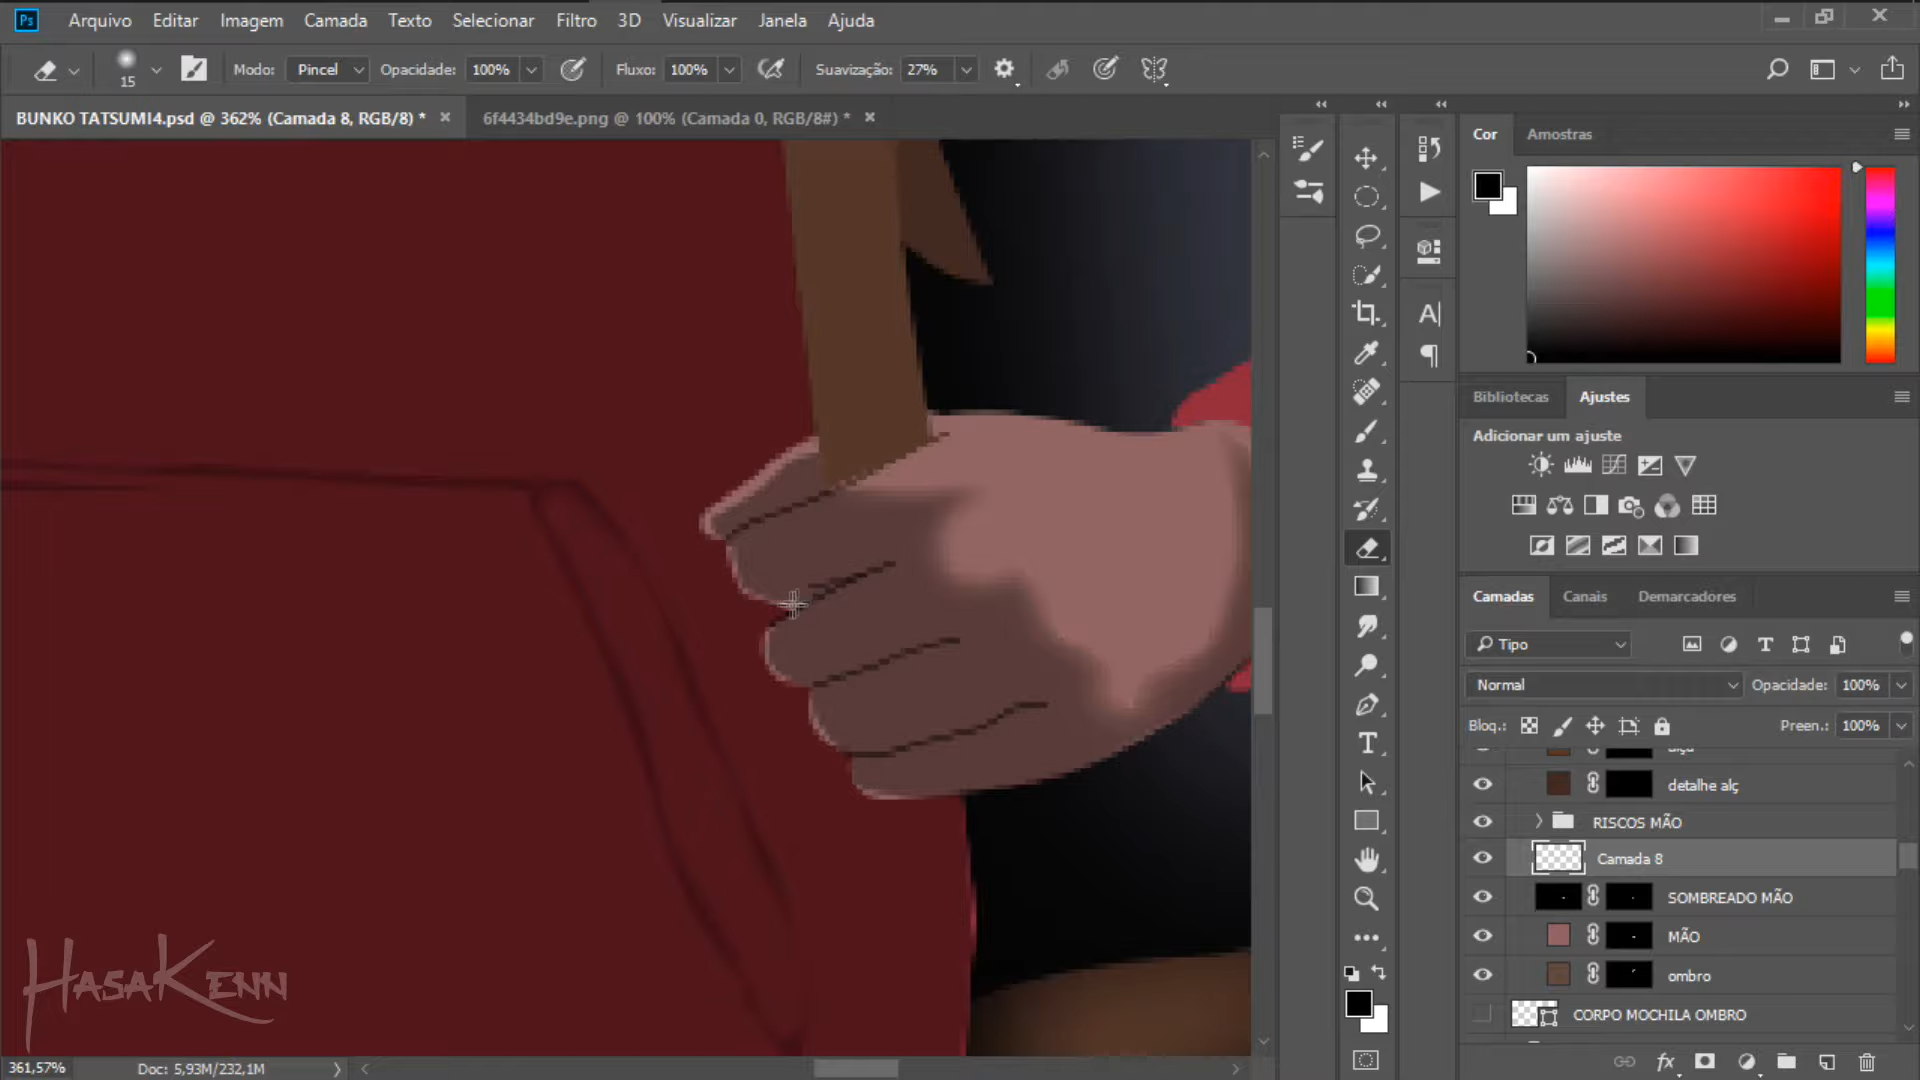 Ps Arquivo Editar Imagem Camada Texto Selecionar Filtro 3D Visualizar Janela Ajuda
15 Modo: Pincel Opacidade: 100% Fluxo: 100% Suavização: 27%
BUNKO TATSUMI4.psd @ 362% (Camada 8, RGB/8) * 6f4434bd9e.png @ 100% (Camada 0, RGB/8#) *
Cor Amostras
Bibliotecas Ajustes
Adicionar um ajuste
Camadas Canais Demarcadores
Tipo
Normal Opacidade: 100%
Bloq.: Preen.: 100%
alça
detalhe alç
RISCOS MÃO
Camada 8
SOMBREADO MÃO
MÃO
ombro
CORPO MOCHILA OMBRO
HASAKENN
361,57% Doc: 5,93M/232,1M